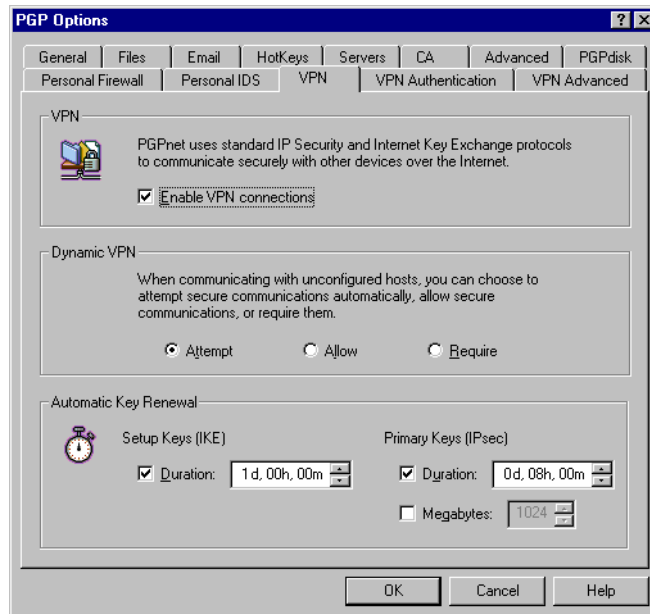 PGP Options
General Files Email HotKeys Servers CA Advanced PGPdisk
Personal Firewall Personal IDS VPN VPN Authentication VPN Advanced
VPN
PGPnet uses standard IP Security and Internet Key Exchange protocols
to communicate securely with other devices over the Internet.
Enable VPN connections
Dynamic VPN
When communicating with unconfigured hosts, you can choose to
attempt secure communications automatically, allow secure
communications, or require them.
Attempt Allow Require
Automatic Key Renewal
Setup Keys (IKE) Primary Keys (IPsec)
Duration: 1d, 00h, 00m Duration: 0d, 08h, 00m
Megabytes: 1024
OK Cancel Help